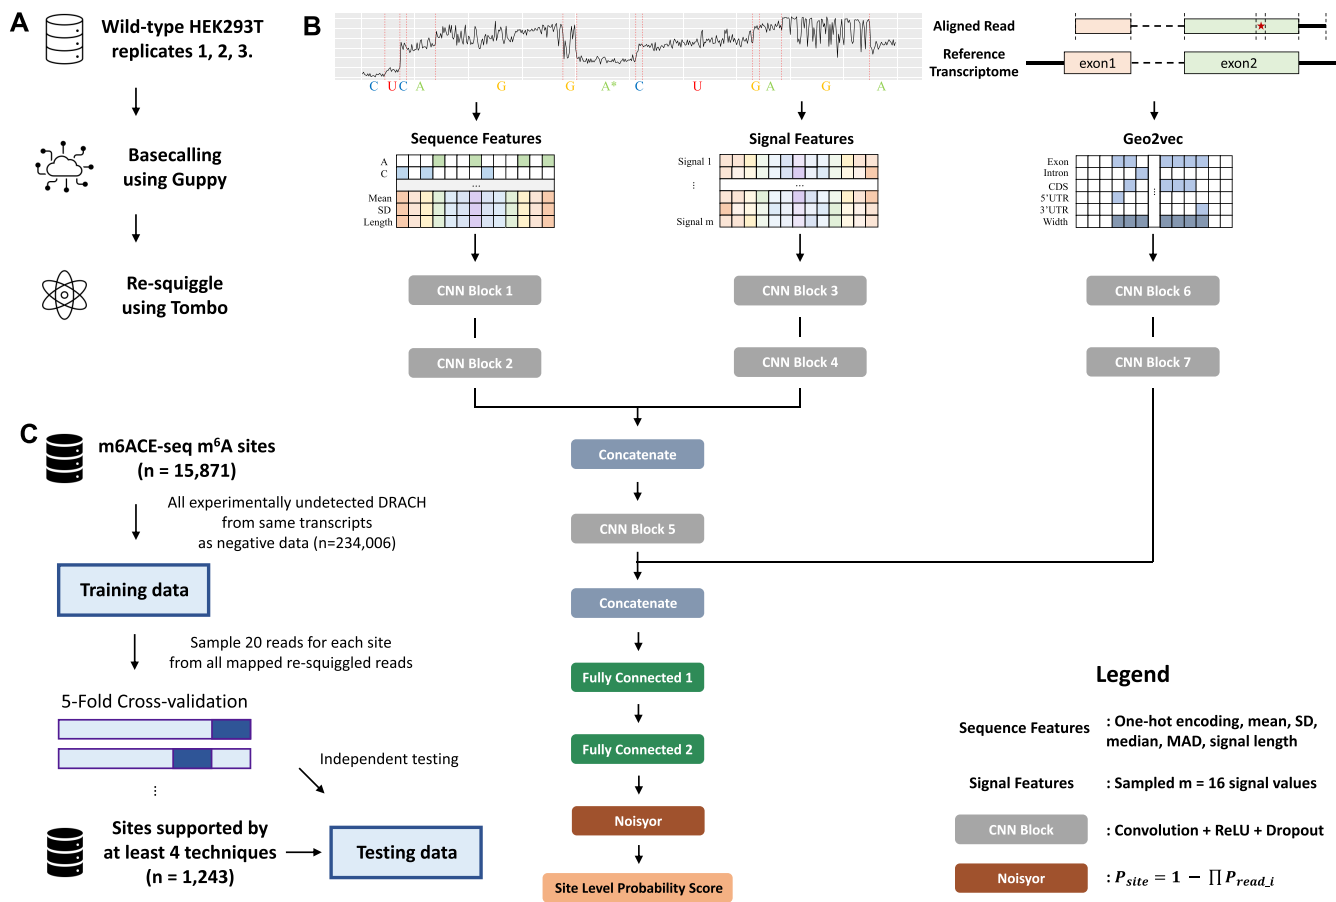 A
Wild-type HEK293T
replicates 1, 2, 3.
Basecalling
using Guppy
Re-squiggle
using Tombo
B
C U C A G G A* C U G A G A
Aligned Read
Reference
Transcriptome
exon1
exon2
Sequence Features
A
C
...
Mean
SD
Length
Signal Features
Signal 1
...
...
Signal m
Geo2vec
Exon
Intron
CDS
5'UTR
3'UTR
Width
...
CNN Block 1
CNN Block 3
CNN Block 6
CNN Block 2
CNN Block 4
CNN Block 7
Concatenate
CNN Block 5
Concatenate
Fully Connected 1
Fully Connected 2
Noisyor
Site Level Probability Score
C
m6ACE-seq m⁶A sites
(n = 15,871)
All experimentally undetected DRACH
from same transcripts
as negative data (n=234,006)
Training data
Sample 20 reads for each site
from all mapped re-squiggled reads
5-Fold Cross-validation
...
Independent testing
Sites supported by
at least 4 techniques
(n = 1,243)
Testing data
Legend
Sequence Features : One-hot encoding, mean, SD,
median, MAD, signal length
Signal Features : Sampled m = 16 signal values
CNN Block : Convolution + ReLU + Dropout
Noisyor : P_site = 1 − ∏ P_read_i